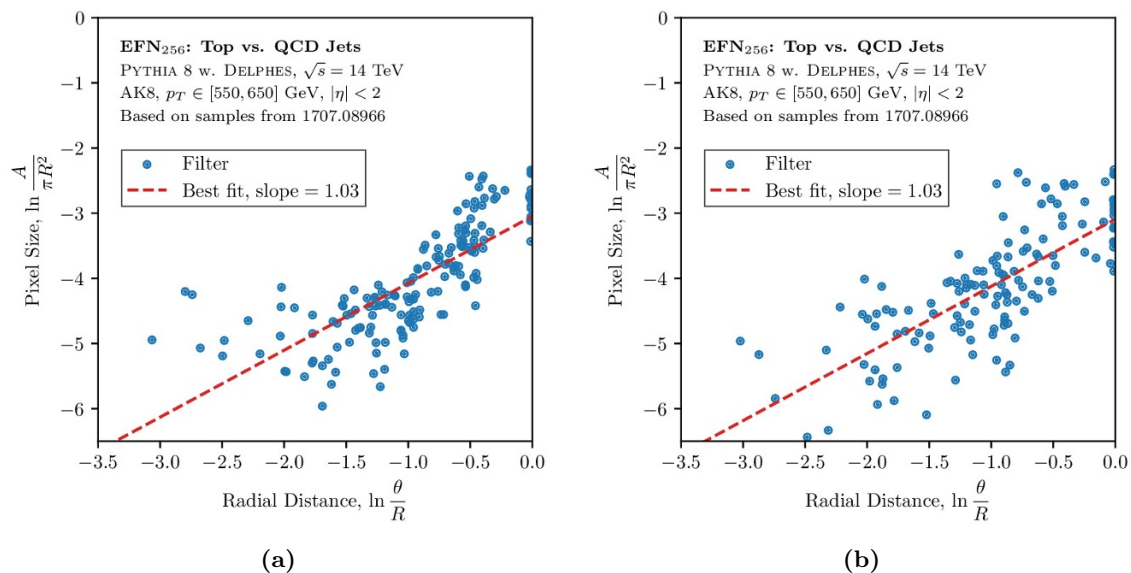 EFN₂₅₆: Top vs. QCD Jets
PYTHIA 8 w. DELPHES, √s = 14 TeV
AK8, p_T ∈ [550, 650] GeV, |η| < 2
Based on samples from 1707.08966
Filter
Best fit, slope = 1.03
Pixel Size, ln A/πR²
0
−1
−2
−3
−4
−5
−6
−3.5 −3.0 −2.5 −2.0 −1.5 −1.0 −0.5 0.0
Radial Distance, ln θ/R
(a)
EFN₂₅₆: Top vs. QCD Jets
PYTHIA 8 w. DELPHES, √s = 14 TeV
AK8, p_T ∈ [550, 650] GeV, |η| < 2
Based on samples from 1707.08966
Filter
Best fit, slope = 1.03
Pixel Size, ln A/πR²
0
−1
−2
−3
−4
−5
−6
−3.5 −3.0 −2.5 −2.0 −1.5 −1.0 −0.5 0.0
Radial Distance, ln θ/R
(b)